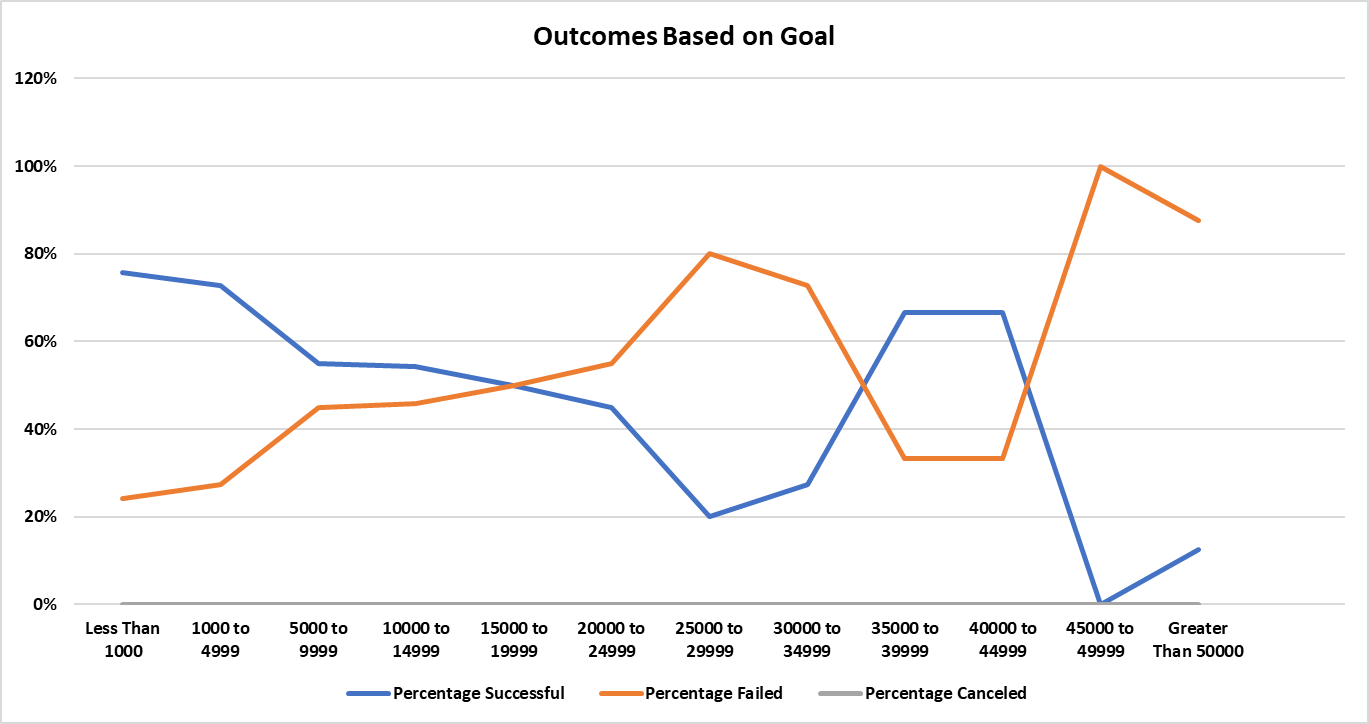 Outcomes Based on Goal
120%
100%
80%
60%
40%
20%
0%
Less Than 1000 to 5000 to 10000 to 15000 to 20000 to 25000 to 30000 to 35000 to 40000 to 45000 to Greater
1000 4999 9999 14999 19999 24999 29999 34999 39999 44999 49999 Than 50000
Percentage Successful Percentage Failed Percentage Canceled